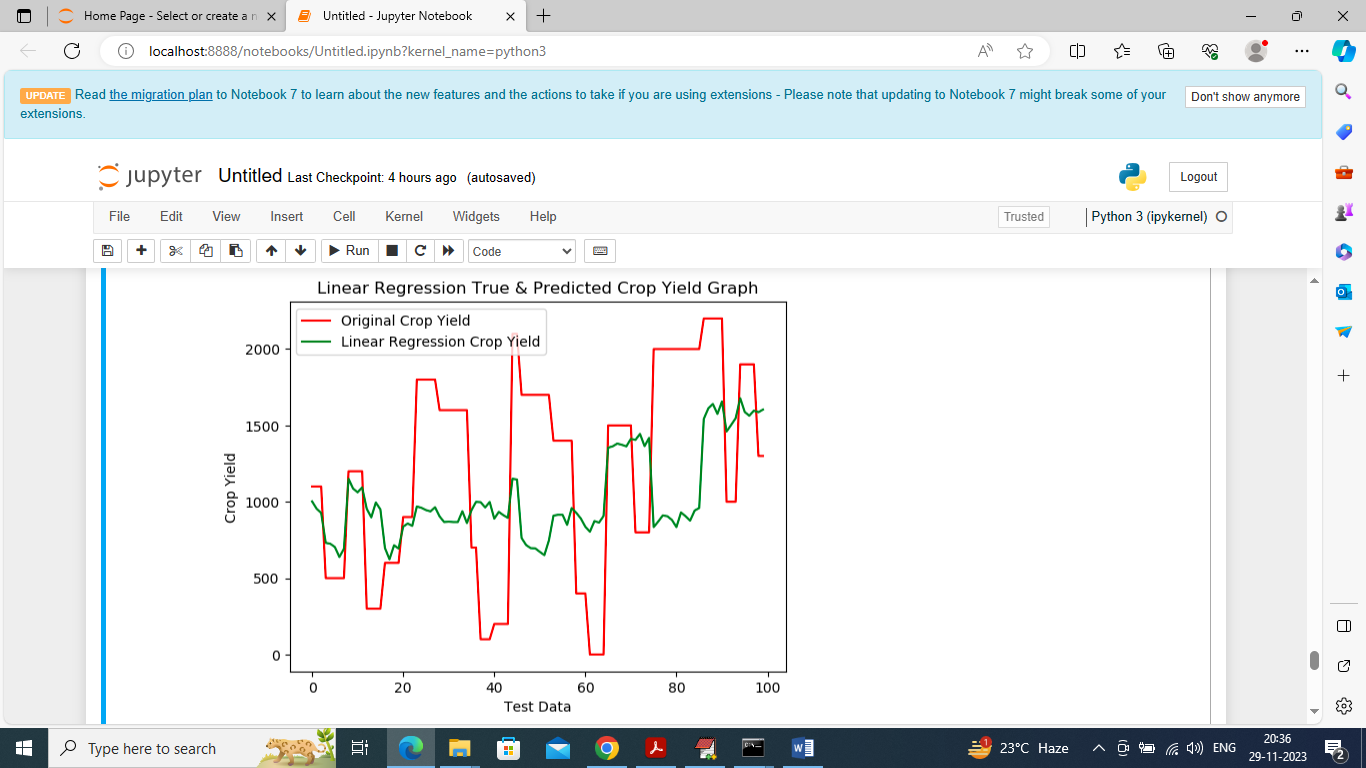 Home Page - Select or create a n
Untitled - Jupyter Notebook
localhost:8888/notebooks/Untitled.ipynb?kernel_name=python3
UPDATE Read the migration plan to Notebook 7 to learn about the new features and the actions to take if you are using extensions - Please note that updating to Notebook 7 might break some of your
extensions.
Don't show anymore
jupyter Untitled Last Checkpoint: 4 hours ago (autosaved)
Logout
File Edit View Insert Cell Kernel Widgets Help
Trusted
Python 3 (ipykernel)
Run
Code
Linear Regression True & Predicted Crop Yield Graph
Original Crop Yield
Linear Regression Crop Yield
2000
1500
1000
500
0
Crop Yield
0 20 40 60 80 100
Test Data
Type here to search
1
23°C Haze
ENG
20:36
29-11-2023
2